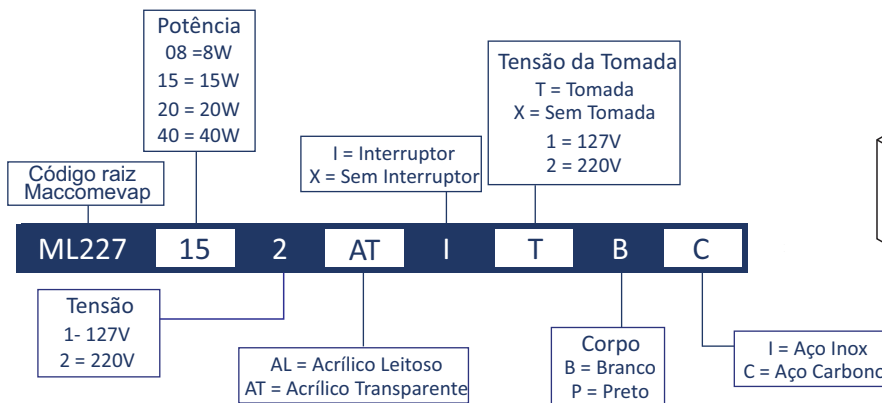 Potência
08 =8W
15 = 15W
20 = 20W
40 = 40W
Tensão da Tomada
T = Tomada
X = Sem Tomada
1 = 127V
2 = 220V
I = Interruptor
X = Sem Interruptor
Código raiz
Maccomevap
ML227 15 2 AT I T B C
Tensão
1- 127V
2 = 220V
AL = Acrílico Leitoso
AT = Acrílico Transparente
Corpo
B = Branco
P = Preto
I = Aço Inox
C = Aço Carbono